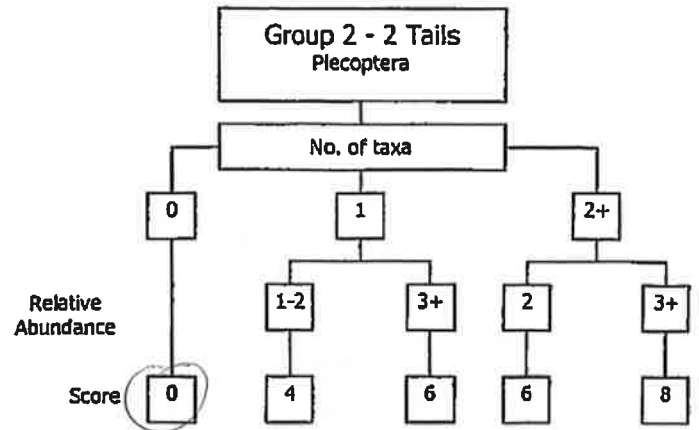 Group 2 - 2 Tails
Plecoptera
No. of taxa
0 1 2+
Relative
Abundance
1-2 3+ 2 3+
Score 0 4 6 6 8